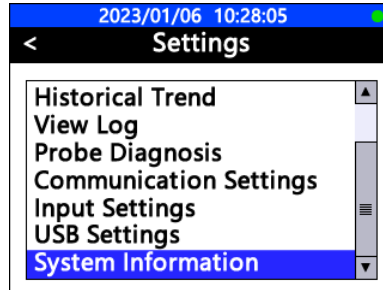 2023/01/06 10:28:05
< Settings
Historical Trend
View Log
Probe Diagnosis
Communication Settings
Input Settings
USB Settings
System Information